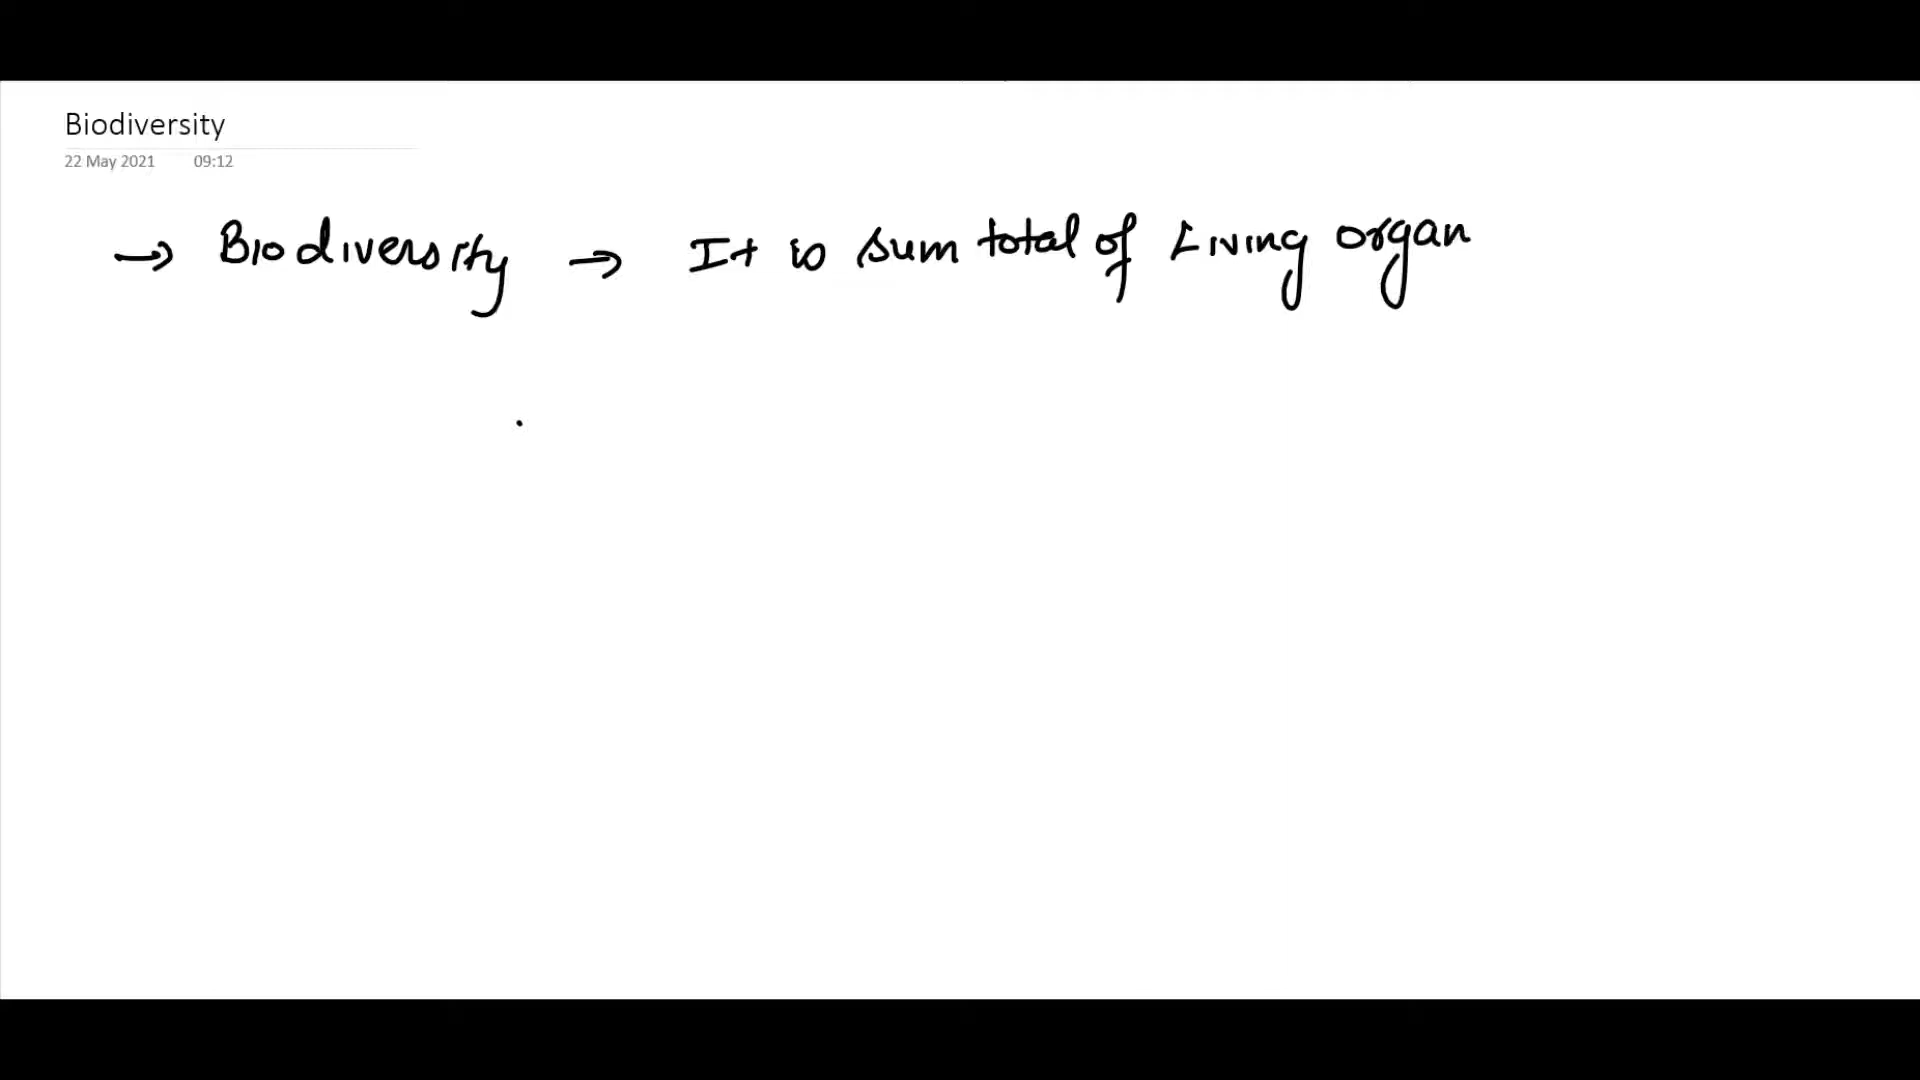 Biodiversity
22 May 2021 09:12
→ Biodiversity → It is sum total of Living organ